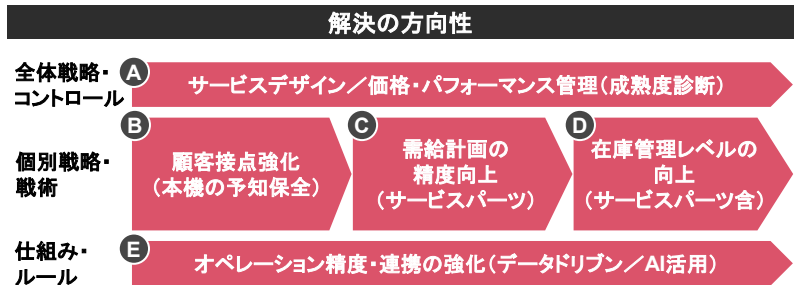 解決の方向性
全体戦略・
コントロール
A
サービスデザイン／価格・パフォーマンス管理（成熟度診断）
個別戦略・
戦術
B
顧客接点強化
（本機の予知保全）
C
需給計画の
精度向上
（サービスパーツ）
D
在庫管理レベルの
向上
（サービスパーツ含）
仕組み・
ルール
E
オペレーション精度・連携の強化（データドリブン／AI活用）